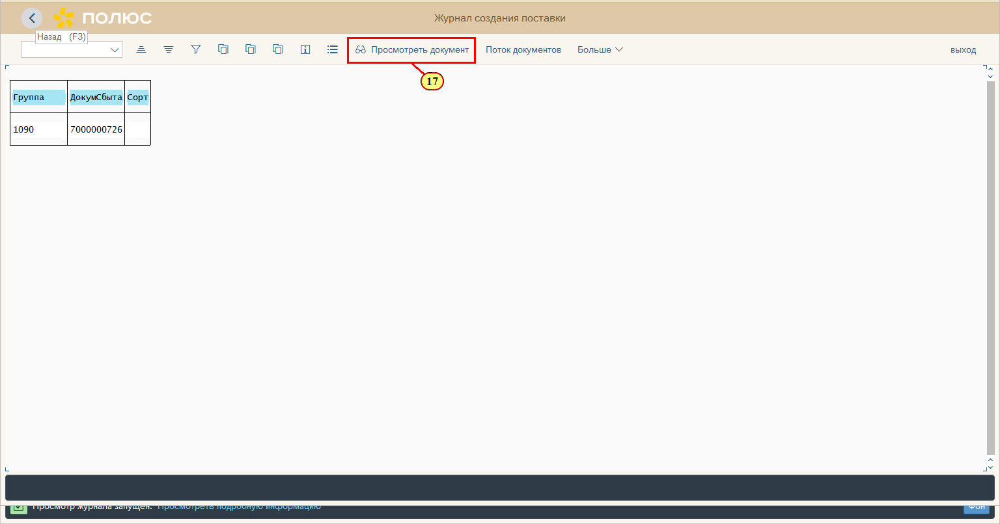 ПОЛЮС
Журнал создания поставки
Назад (F3)
Просмотреть документ
Поток документов
Больше
выход
17
Группа ДокумСбыта Сорт
1090 7000000726
Просмотр журнала запущен. Просмотреть подробную информацию
Фон